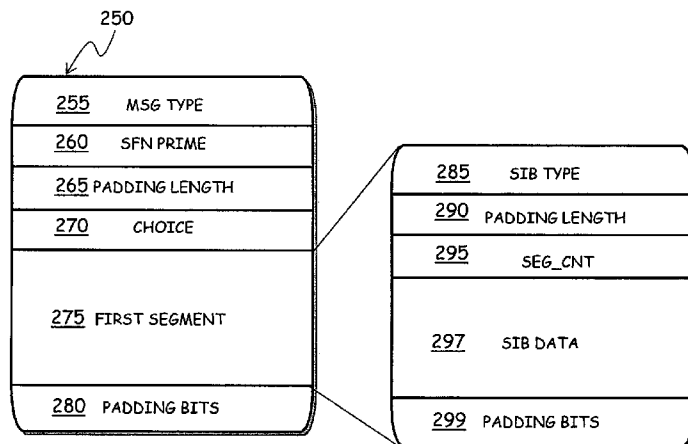 250
255 MSG TYPE
260 SFN PRIME
265 PADDING LENGTH
270 CHOICE
275 FIRST SEGMENT
280 PADDING BITS
285 SIB TYPE
290 PADDING LENGTH
295 SEG_CNT
297 SIB DATA
299 PADDING BITS